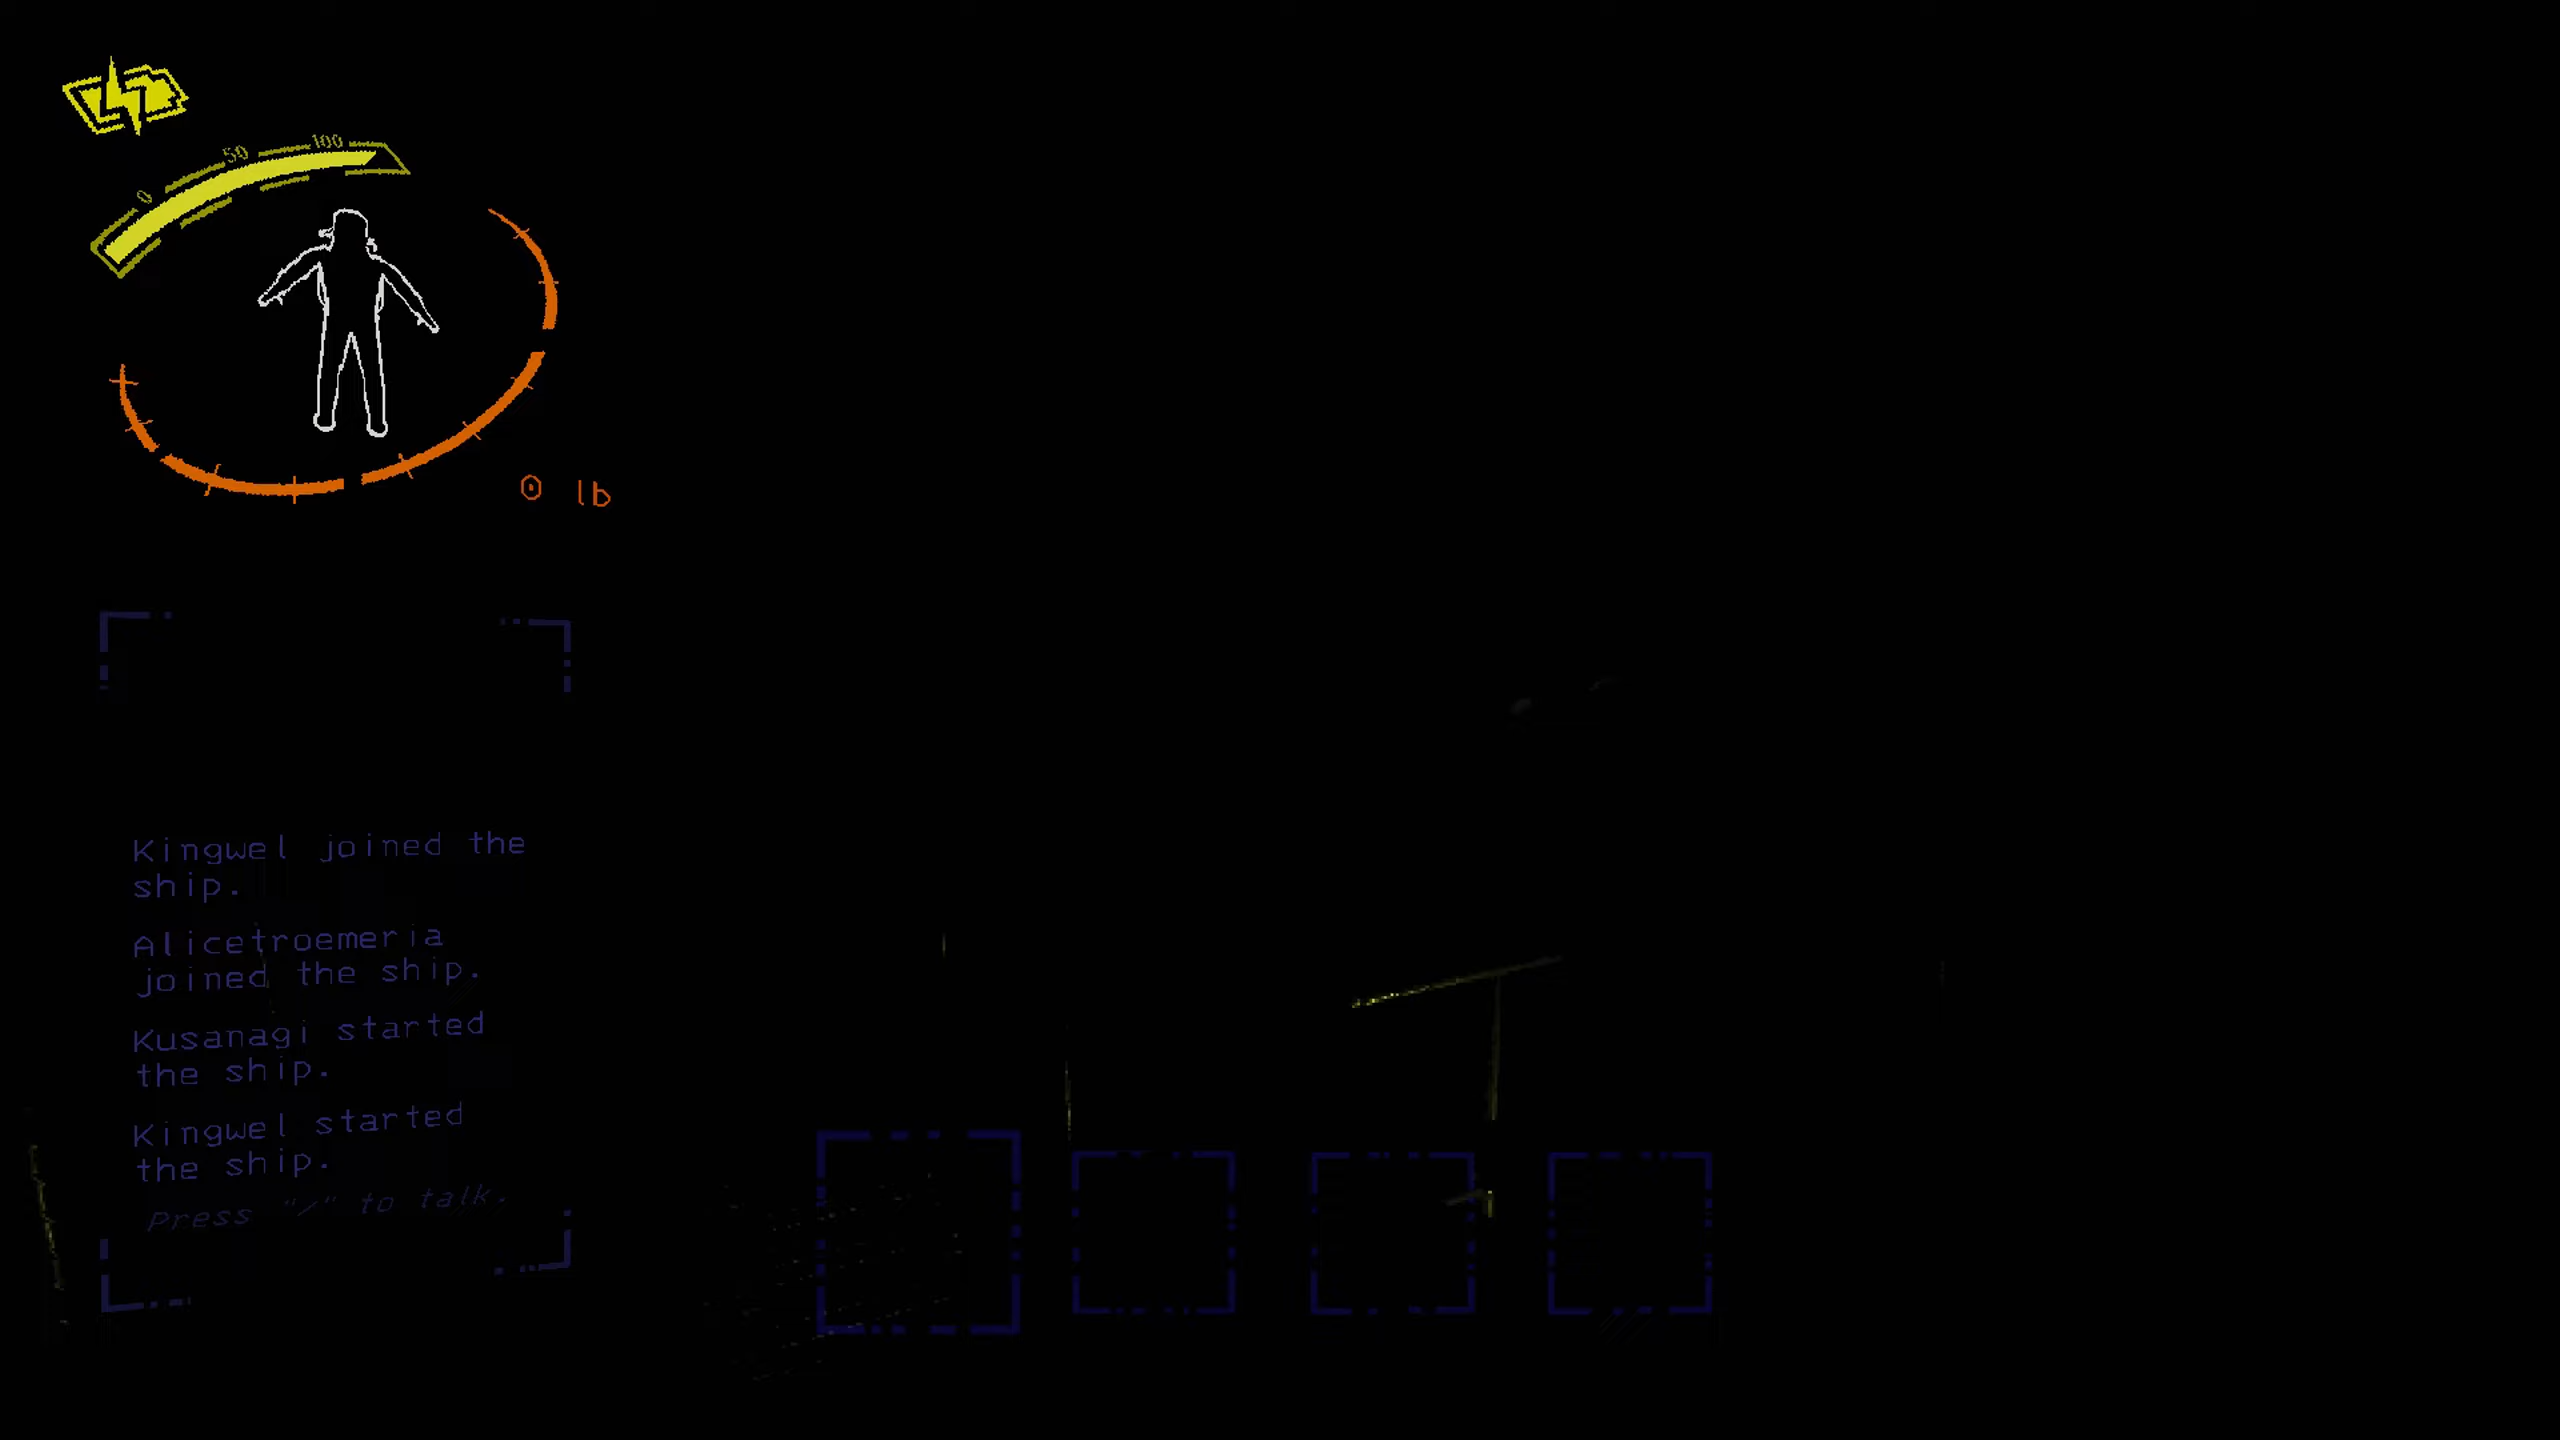 0
50
100
0 lb
Kingwel joined the
ship.
Alicetroemeria
joined the ship.
Kusanagi started
the ship.
Kingwel started
the ship.
Press "/" to talk.